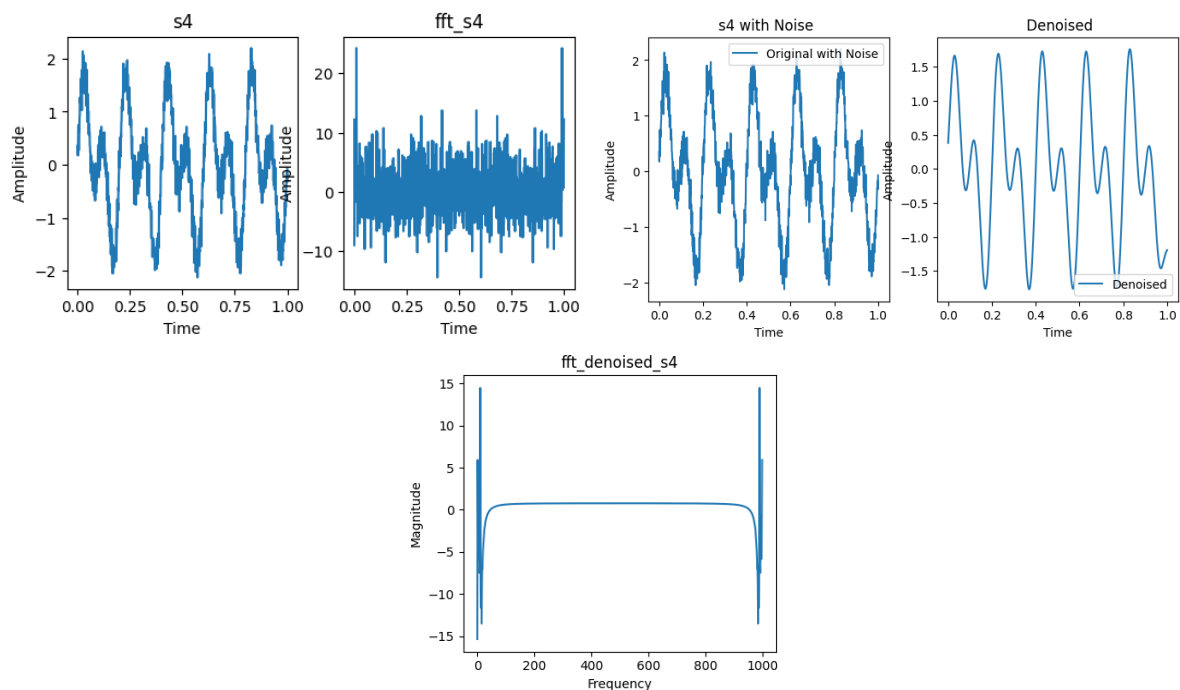 s4
Amplitude
2
1
0
−1
−2
0.00 0.25 0.50 0.75 1.00
Time
fft_s4
Amplitude
20
10
0
−10
0.00 0.25 0.50 0.75 1.00
Time
s4 with Noise
Original with Noise
Amplitude
2
1
0
−1
−2
0.0 0.2 0.4 0.6 0.8 1.0
Time
Denoised
Amplitude
1.5
1.0
0.5
0.0
−0.5
−1.0
−1.5
Denoised
0.0 0.2 0.4 0.6 0.8 1.0
Time
fft_denoised_s4
Magnitude
15
10
5
0
−5
−10
−15
0 200 400 600 800 1000
Frequency